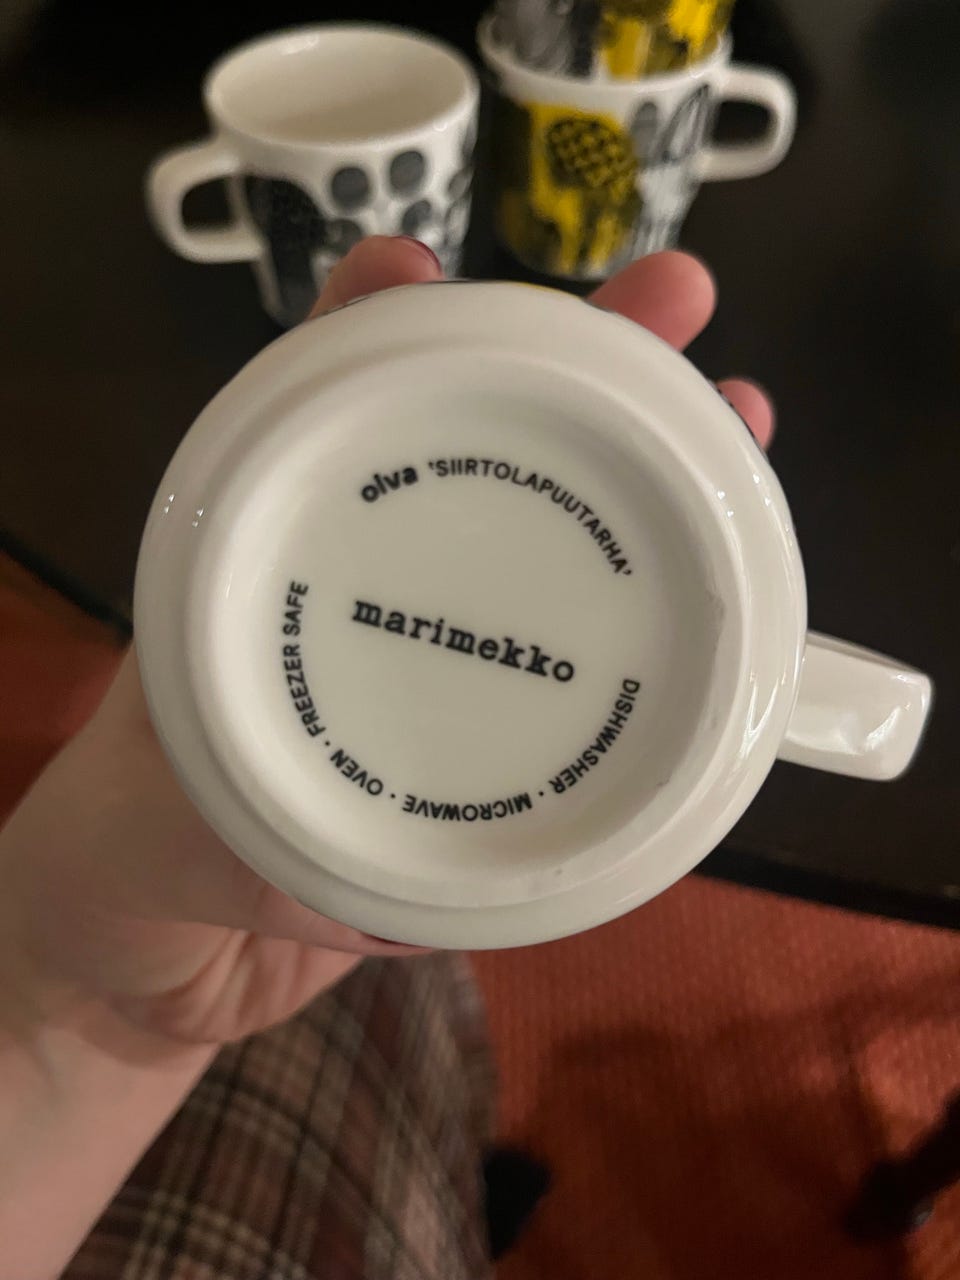 oiva 'SIIRTOLAPUUTARHA'
marimekko
DISHWASHER · MICROWAVE · OVEN · FREEZER SAFE